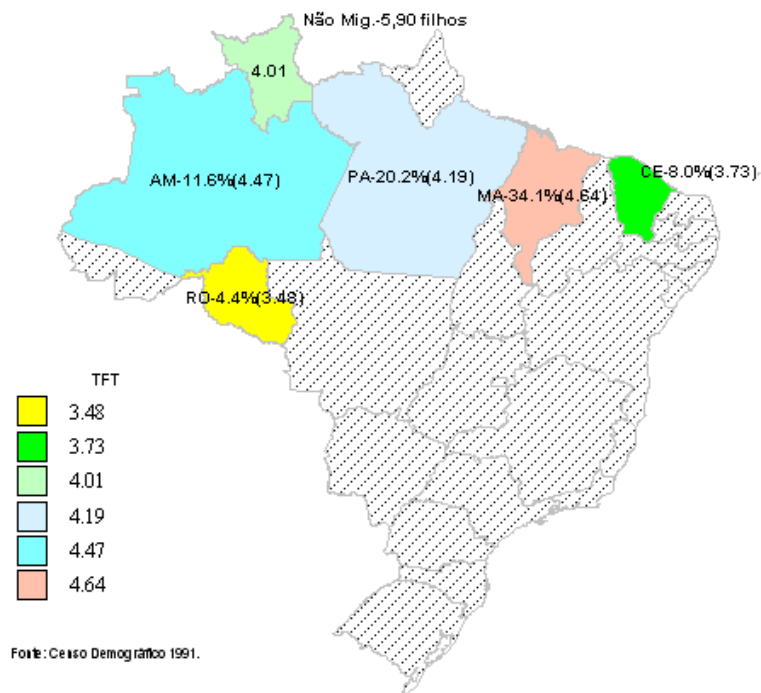 Não Mig.-5,90 filhos
4.01
AM-11.6%(4.47)
PA-20.2%(4.19)
MA-34.1%(4.64)
CE-8.0%(3.73)
RO-4.4%(3.48)
TFT
3.48
3.73
4.01
4.19
4.47
4.64
Fonte: Censo Demográfico 1991.